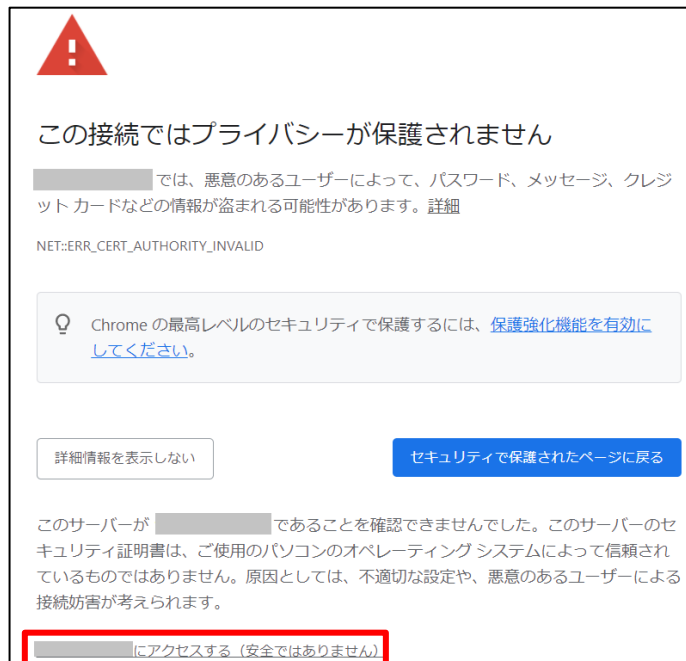 この接続ではプライバシーが保護されません
では、悪意のあるユーザーによって、パスワード、メッセージ、クレジ
ット カードなどの情報が盗まれる可能性があります。詳細
NET::ERR_CERT_AUTHORITY_INVALID
Chrome の最高レベルのセキュリティで保護するには、保護強化機能を有効に
してください。
詳細情報を表示しない
セキュリティで保護されたページに戻る
このサーバーが であることを確認できませんでした。このサーバーのセ
キュリティ証明書は、ご使用のパソコンのオペレーティング システムによって信頼され
ているものではありません。原因としては、不適切な設定や、悪意のあるユーザーによる
接続妨害が考えられます。
にアクセスする（安全ではありません）